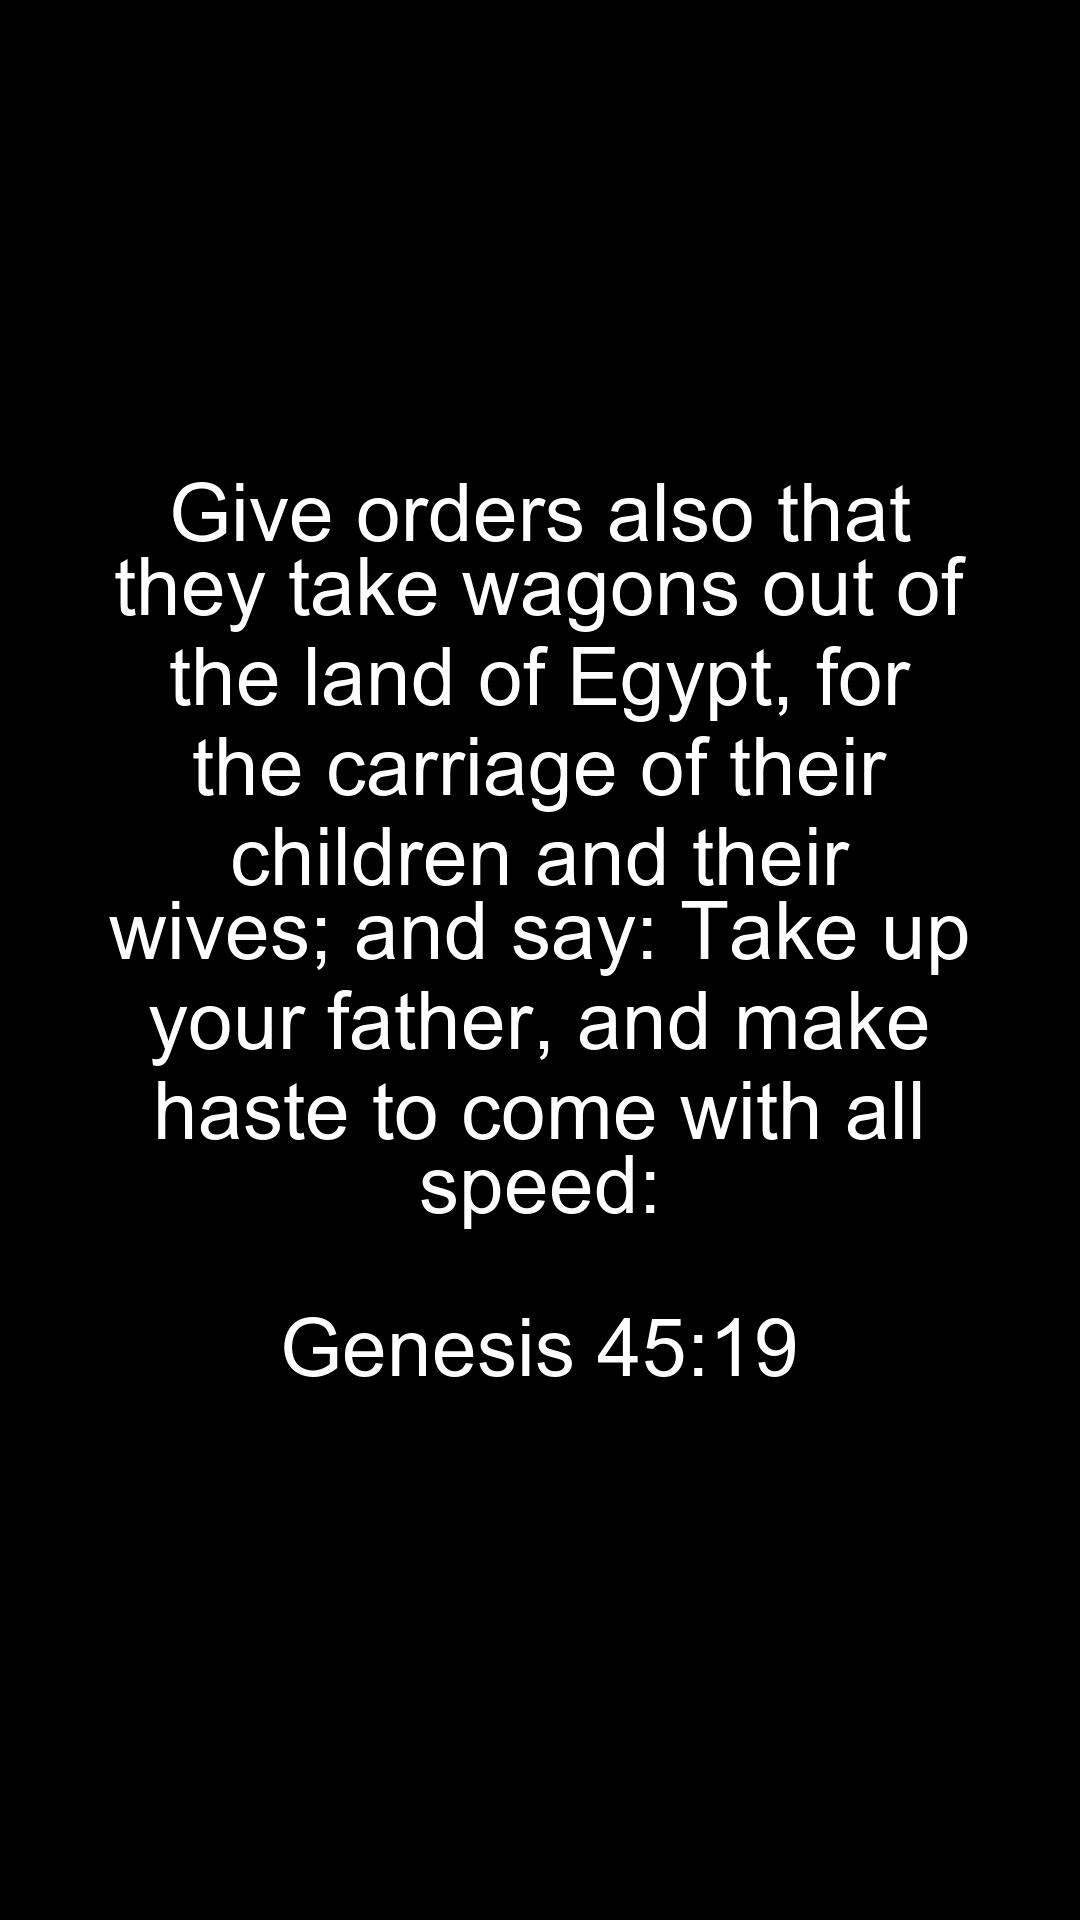 Give orders also that
they take wagons out of
the land of Egypt, for
the carriage of their
children and their
wives; and say: Take up
your father, and make
haste to come with all
speed:
Genesis 45:19